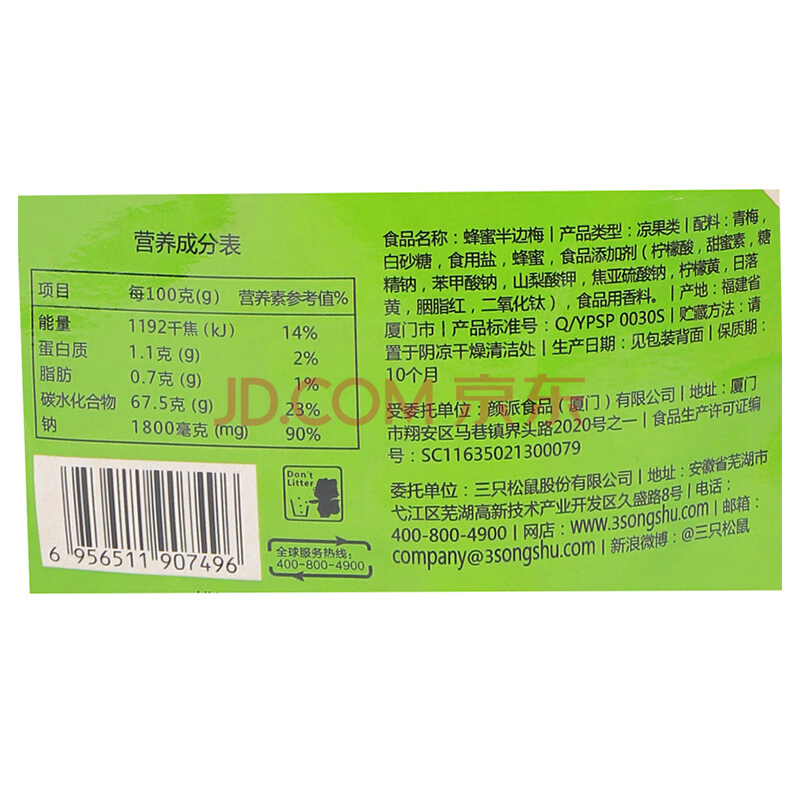 营养成分表
项目 每100克(g) 营养素参考值%
能量 1192千焦 (kJ) 14%
蛋白质 1.1克 (g) 2%
脂肪 0.7克 (g) 1%
碳水化合物 67.5克 (g) 23%
钠 1800毫克 (mg) 90%
6 956511 907496
Don't
Litter
全球服务热线:
400-800-4900
食品名称:蜂蜜半边梅|产品类型:凉果类|配料:青梅,
白砂糖,食用盐,蜂蜜,食品添加剂(柠檬酸,甜蜜素,糖
精钠,苯甲酸钠,山梨酸钾,焦亚硫酸钠,柠檬黄,日落
黄,胭脂红,二氧化钛),食品用香料。|产地:福建省
厦门市|产品标准号:Q/YPSP 0030S|贮藏方法:请
置于阴凉干燥清洁处|生产日期:见包装背面|保质期:
10个月
受委托单位:颜派食品(厦门)有限公司|地址:厦门
市翔安区马巷镇界头路2020号之一|食品生产许可证编
号:SC11635021300079
委托单位:三只松鼠股份有限公司|地址:安徽省芜湖市
弋江区芜湖高新技术产业开发区久盛路8号|电话:
400-800-4900|网店:www.3songshu.com|邮箱:
company@3songshu.com|新浪微博:@三只松鼠
JD.COM 京东